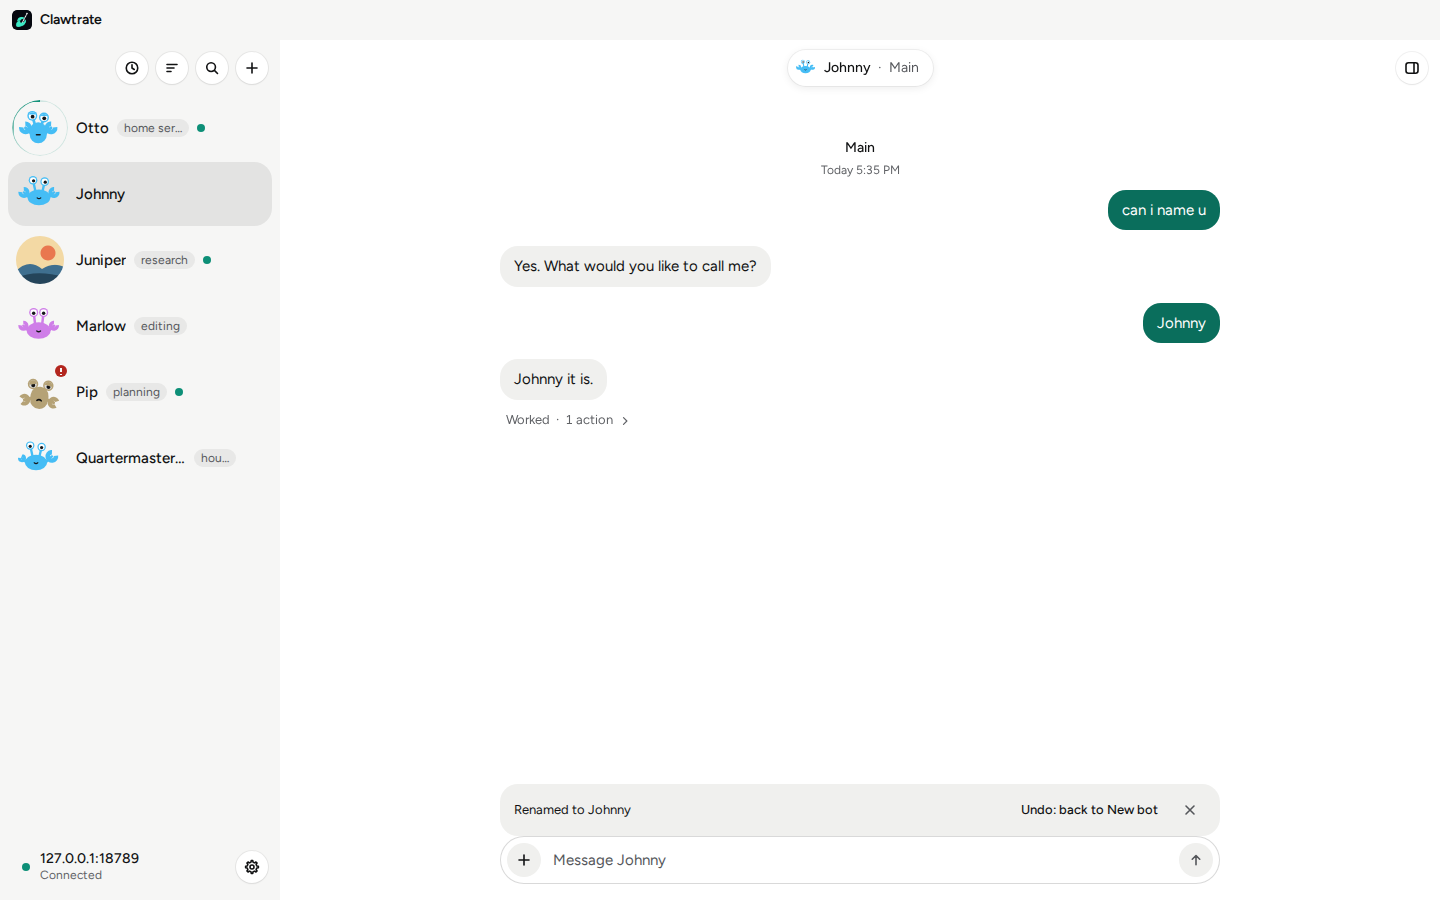 Clawtrate
Otto home ser...
Johnny
Juniper research
Marlow editing
Pip planning
Quartermaster... hou...
127.0.0.1:18789
Connected
Johnny · Main
Main
Today 5:35 PM
can i name u
Yes. What would you like to call me?
Johnny
Johnny it is.
Worked · 1 action
Renamed to Johnny
Undo: back to New bot
Message Johnny